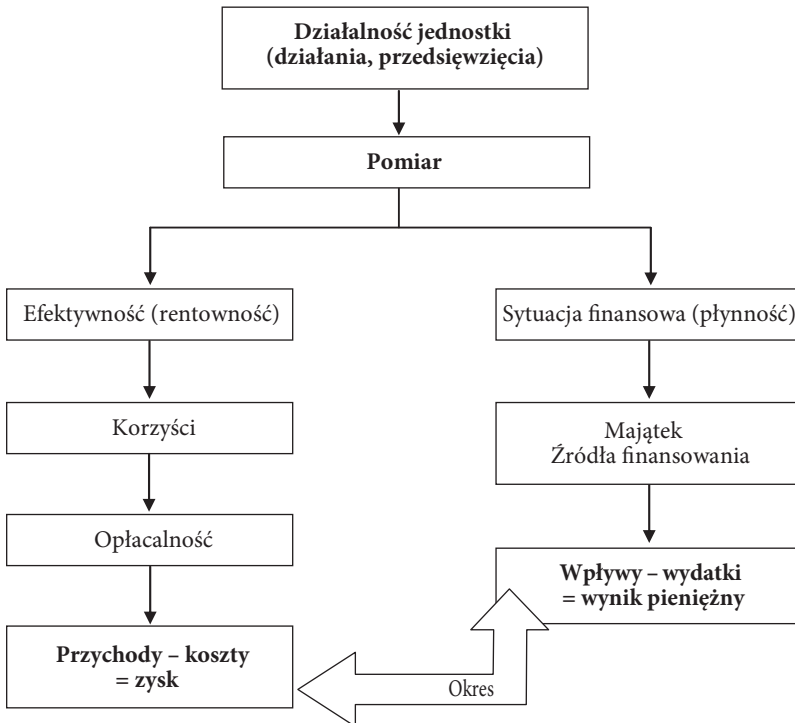 Działalność jednostki
(działania, przedsięwzięcia)
Pomiar
Efektywność (rentowność)
Sytuacja finansowa (płynność)
Korzyści
Majątek
Źródła finansowania
Opłacalność
Wpływy – wydatki
= wynik pieniężny
Przychody – koszty
= zysk
Okres